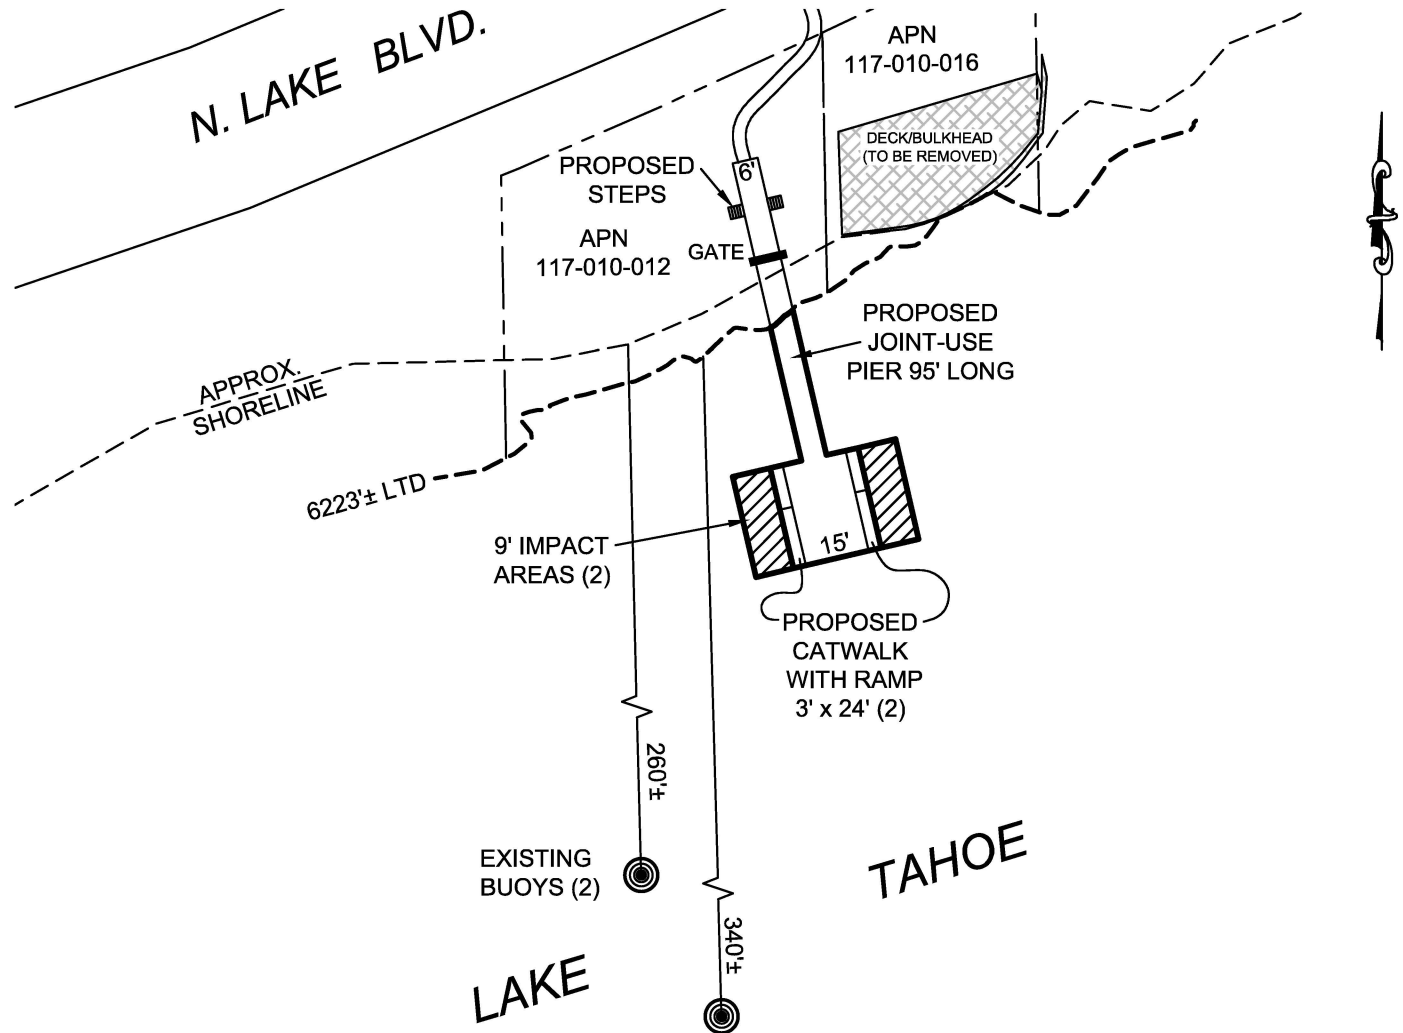 N. LAKE BLVD.
APN
117-010-016
DECK/BULKHEAD
(TO BE REMOVED)
PROPOSED
STEPS
6'
APN
117-010-012
GATE
PROPOSED
JOINT-USE
PIER 95' LONG
APPROX.
SHORELINE
6223'± LTD
9' IMPACT
AREAS (2)
15'
PROPOSED
CATWALK
WITH RAMP
3' x 24' (2)
260'±
EXISTING
BUOYS (2)
340'±
LAKE TAHOE